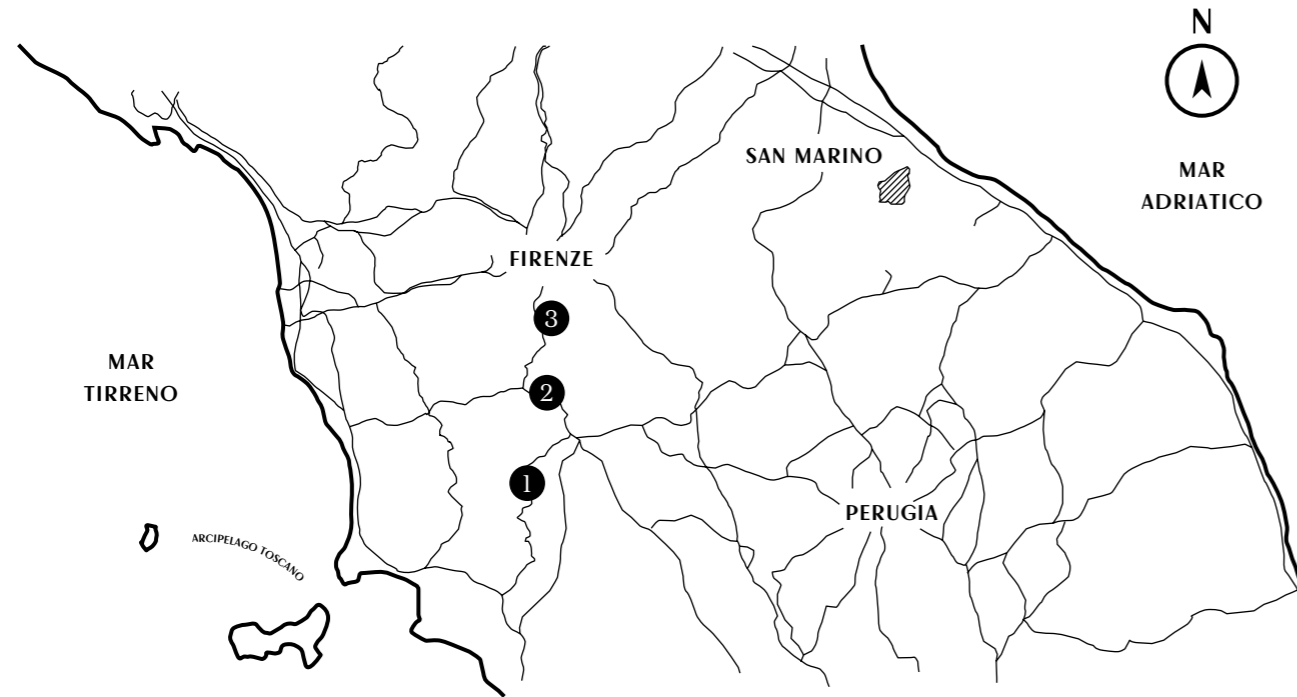 N
SAN MARINO
MAR
ADRIATICO
FIRENZE
3
MAR
TIRRENO
2
1
PERUGIA
ARCIPELAGO TOSCANO